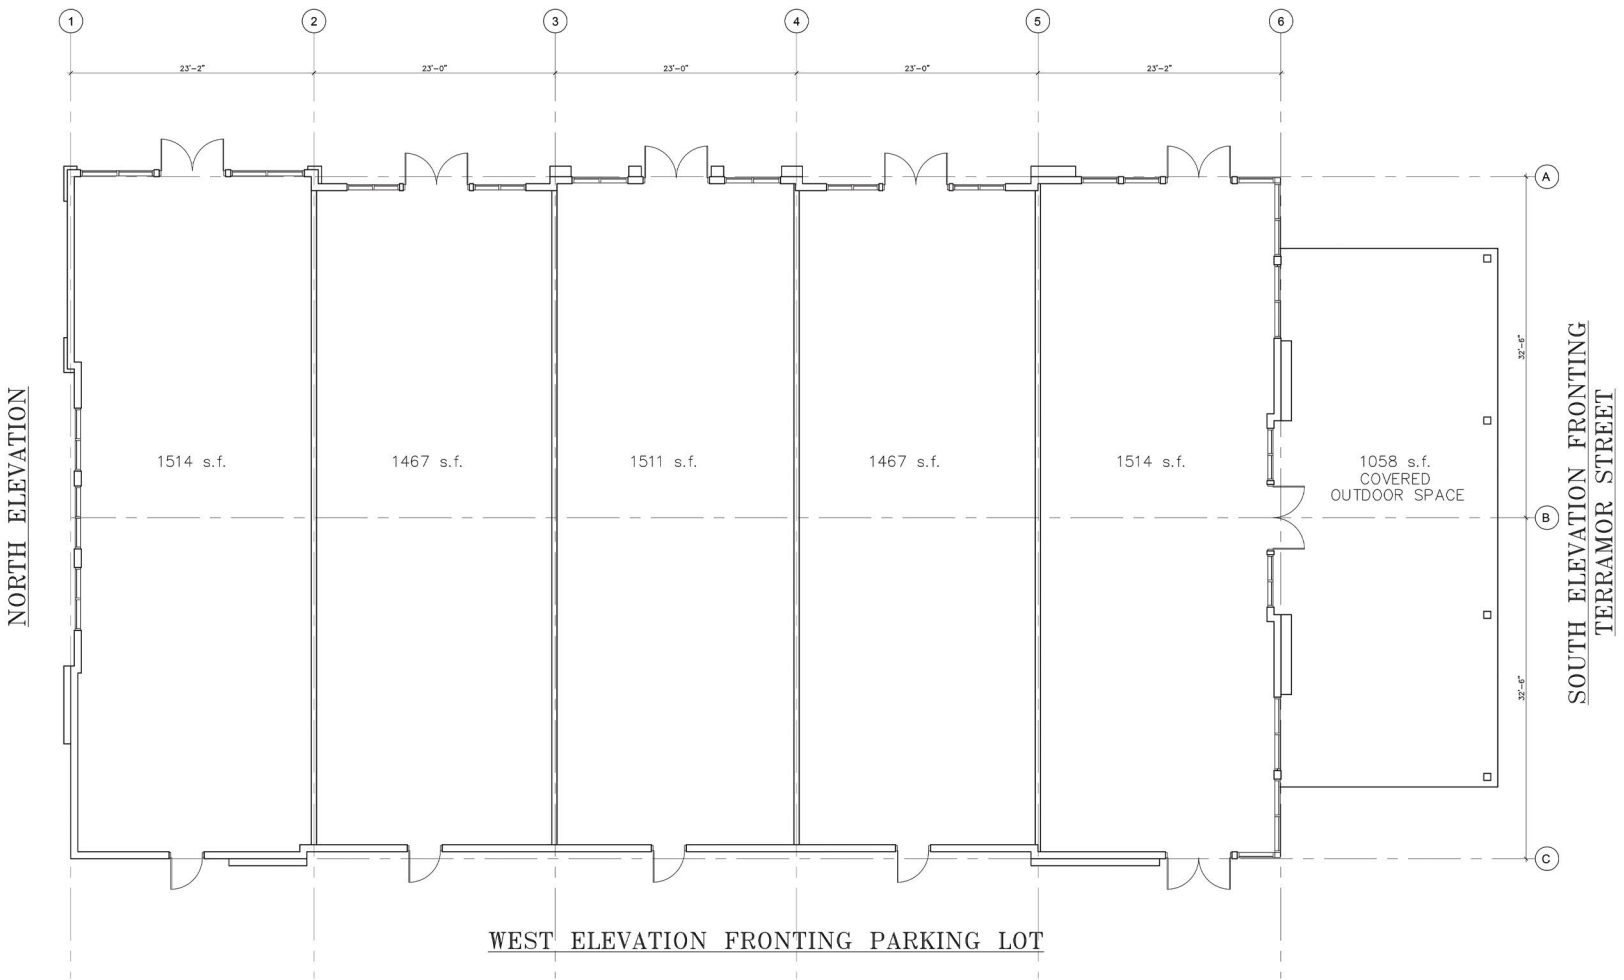 1 2 3 4 5 6
23'-2" 23'-0" 23'-0" 23'-0" 23'-2"
A
32'-6"
NORTH ELEVATION
1514 s.f. 1467 s.f. 1511 s.f. 1467 s.f. 1514 s.f. 1058 s.f.
COVERED
OUTDOOR SPACE
SOUTH ELEVATION FRONTING
TERRAMOR STREET
B
32'-6"
C
WEST ELEVATION FRONTING PARKING LOT